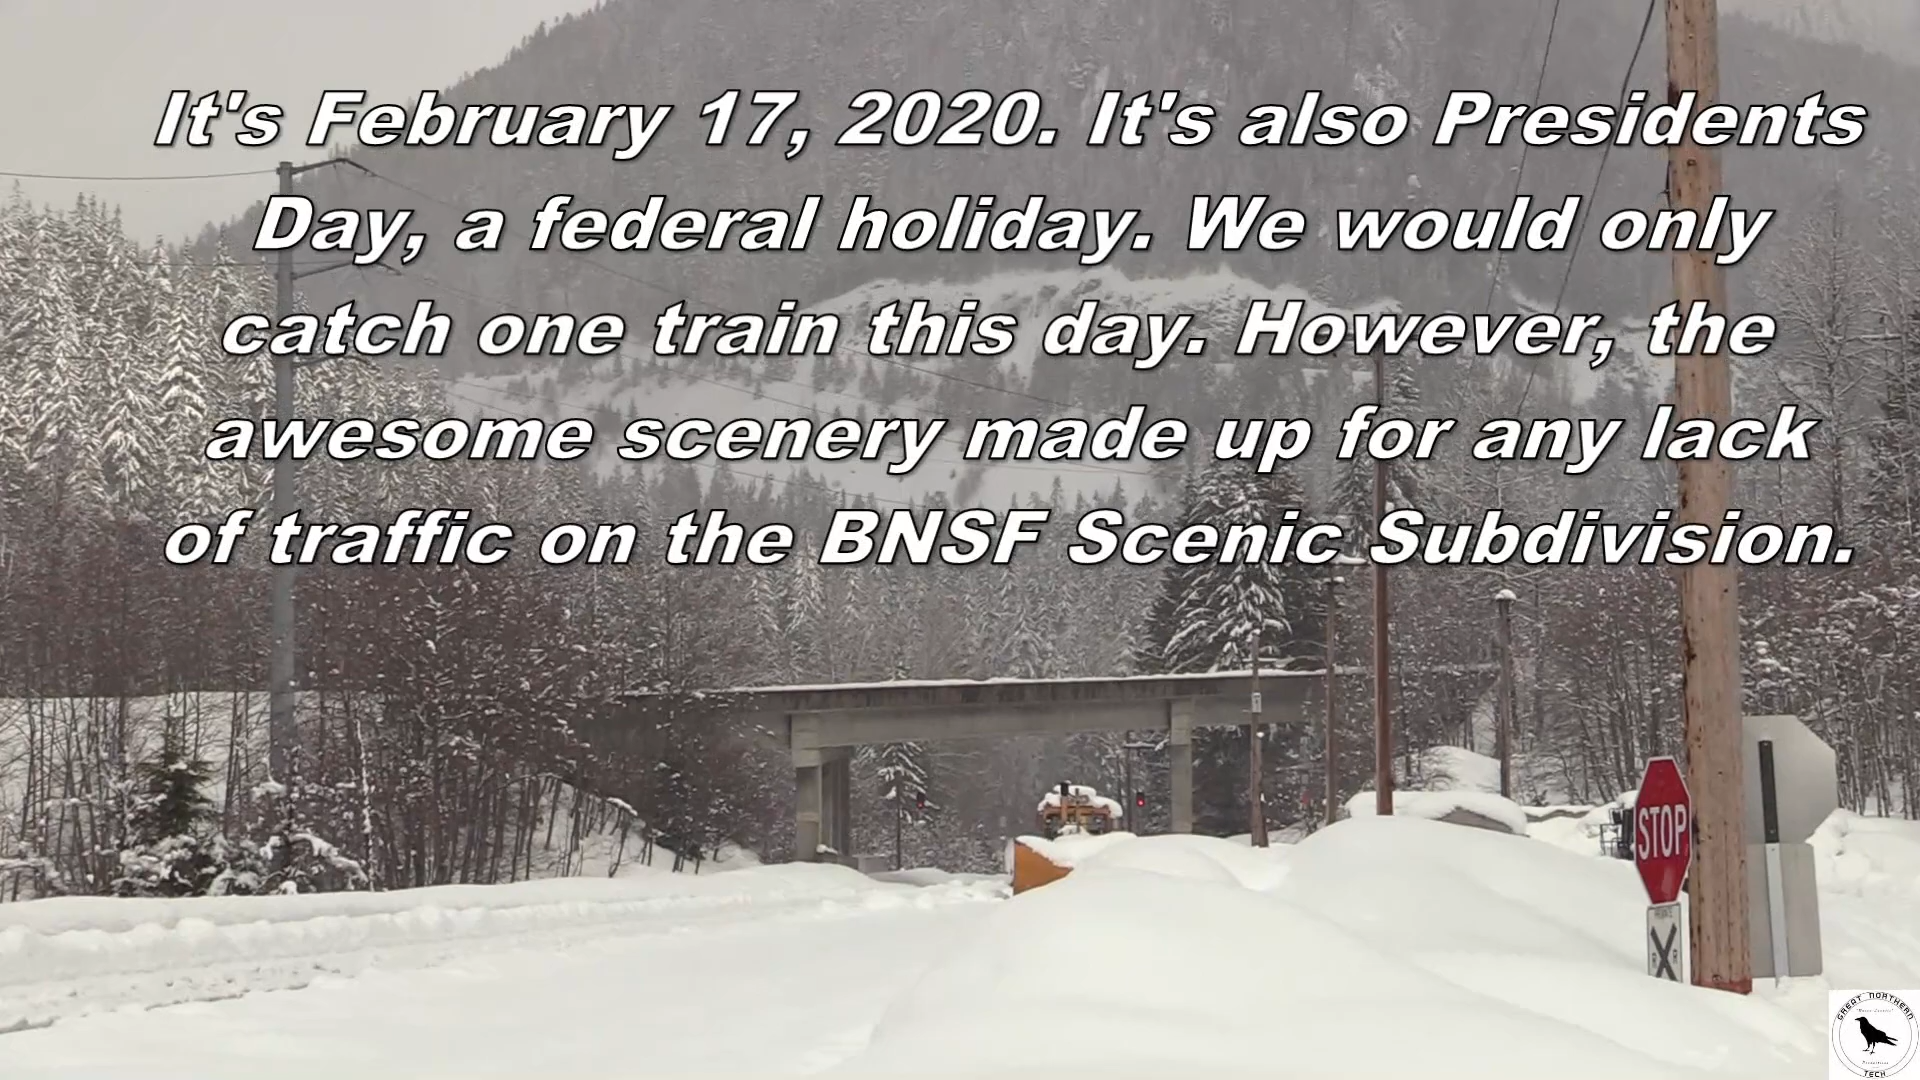 It's February 17, 2020. It's also Presidents
Day, a federal holiday. We would only
catch one train this day. However, the
awesome scenery made up for any lack
of traffic on the BNSF Scenic Subdivision.
STOP
PRIVATE
R R
GREAT NORTHERN
TECH